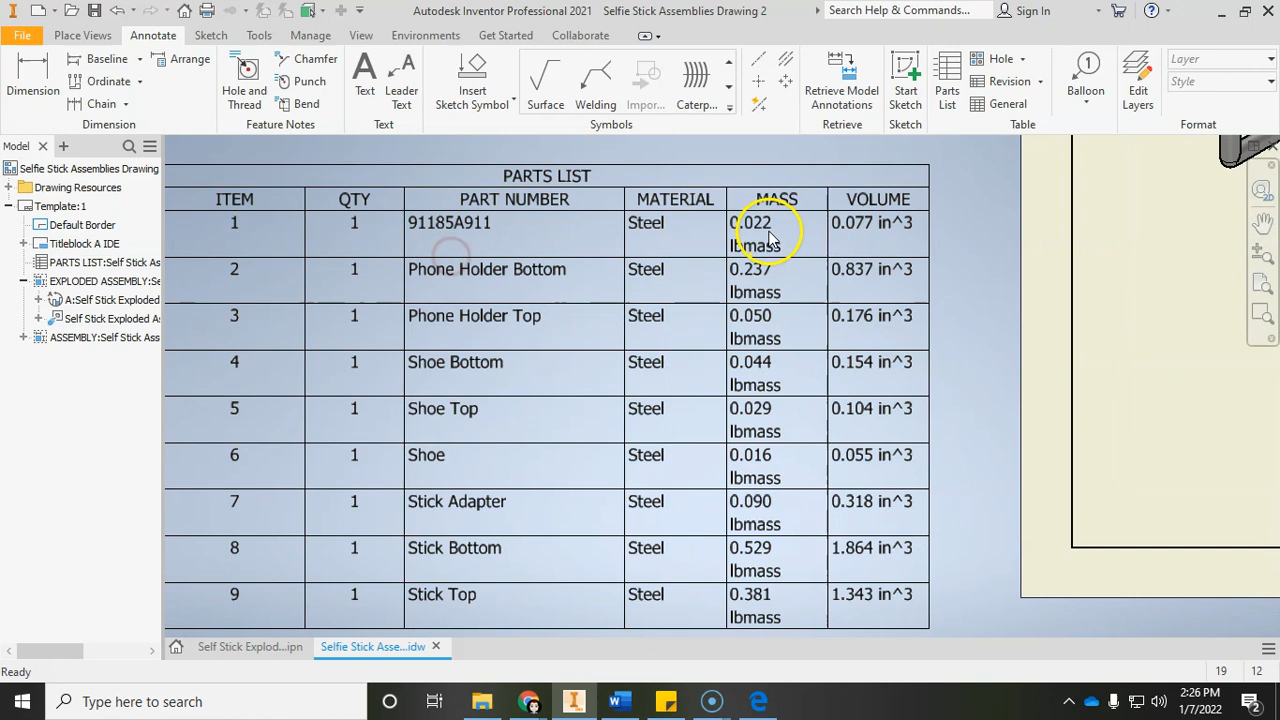 Autodesk Inventor Professional 2021 Selfie Stick Assemblies Drawing 2
Search Help & Commands...
Sign In
File Place Views Annotate Sketch Tools Manage View Environments Get Started Collaborate
Dimension
Baseline
Ordinate
Chain
Arrange
Dimension
Hole and
Thread
Chamfer
Punch
Bend
Feature Notes
Text
Leader
Text
Text
Insert
Sketch Symbol
Surface
Welding
Impor...
Caterp...
Symbols
Retrieve Model
Annotations
Retrieve
Start
Sketch
Sketch
Parts
List
Hole
Revision
General
Table
Balloon
Edit
Layers
Layer
Style
Format
Model
Selfie Stick Assemblies Drawing
Drawing Resources
Template:1
Default Border
Titleblock A IDE
PARTS LIST:Self Stick Ass
EXPLODED ASSEMBLY:Self
A:Self Stick Exploded
Self Stick Exploded As
ASSEMBLY:Self Stick Ass
PARTS LIST
ITEM QTY PART NUMBER MATERIAL MASS VOLUME
1 1 91185A911 Steel 0.022 lbmass 0.077 in^3
2 1 Phone Holder Bottom Steel 0.237 lbmass 0.837 in^3
3 1 Phone Holder Top Steel 0.050 lbmass 0.176 in^3
4 1 Shoe Bottom Steel 0.044 lbmass 0.154 in^3
5 1 Shoe Top Steel 0.029 lbmass 0.104 in^3
6 1 Shoe Steel 0.016 lbmass 0.055 in^3
7 1 Stick Adapter Steel 0.090 lbmass 0.318 in^3
8 1 Stick Bottom Steel 0.529 lbmass 1.864 in^3
9 1 Stick Top Steel 0.381 lbmass 1.343 in^3
Self Stick Explod...ipn
Selfie Stick Asse...idw
Ready
19 12
Type here to search
2:26 PM
1/7/2022
2